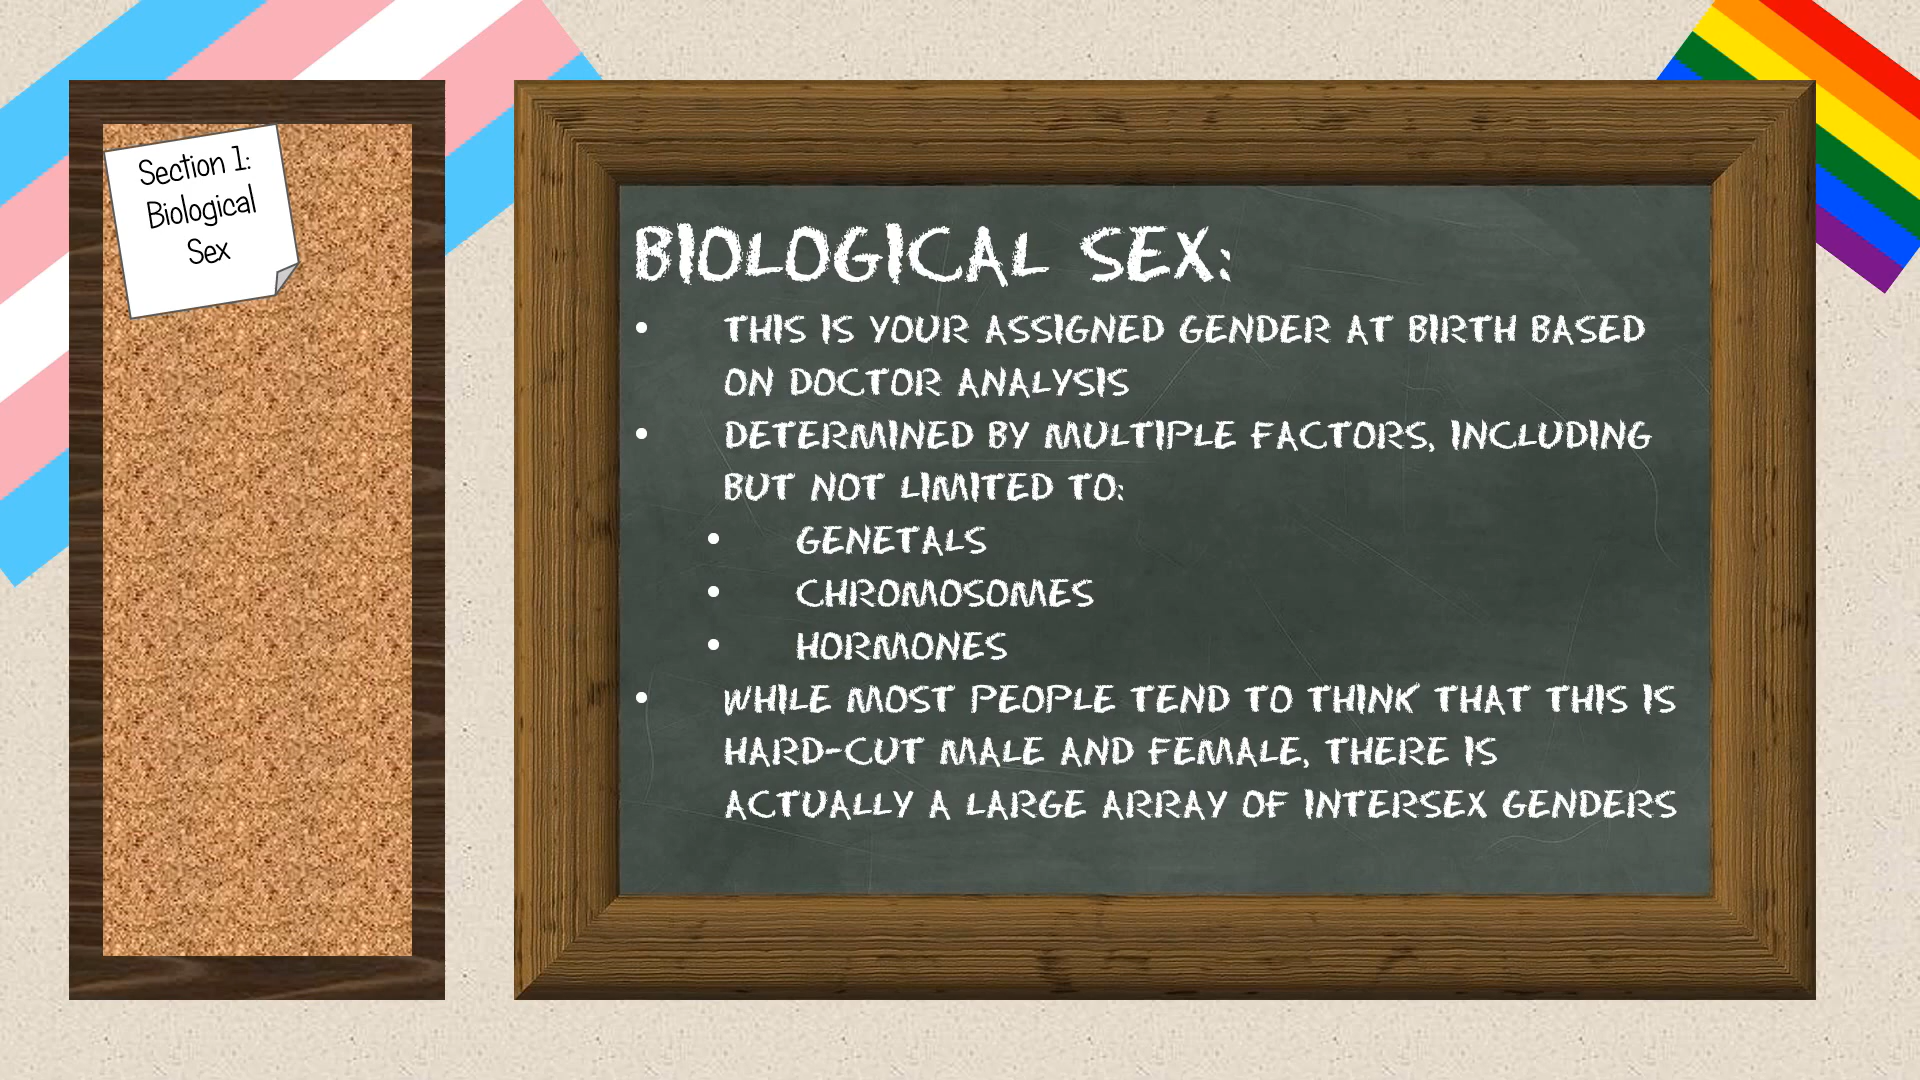 Section 1:
Biological
Sex
BIOLOGICAL SEX:
• THIS IS YOUR ASSIGNED GENDER AT BIRTH BASED
ON DOCTOR ANALYSIS
• DETERMINED BY MULTIPLE FACTORS, INCLUDING
BUT NOT LIMITED TO:
• GENETALS
• CHROMOSOMES
• HORMONES
• WHILE MOST PEOPLE TEND TO THINK THAT THIS IS
HARD-CUT MALE AND FEMALE, THERE IS
ACTUALLY A LARGE ARRAY OF INTERSEX GENDERS